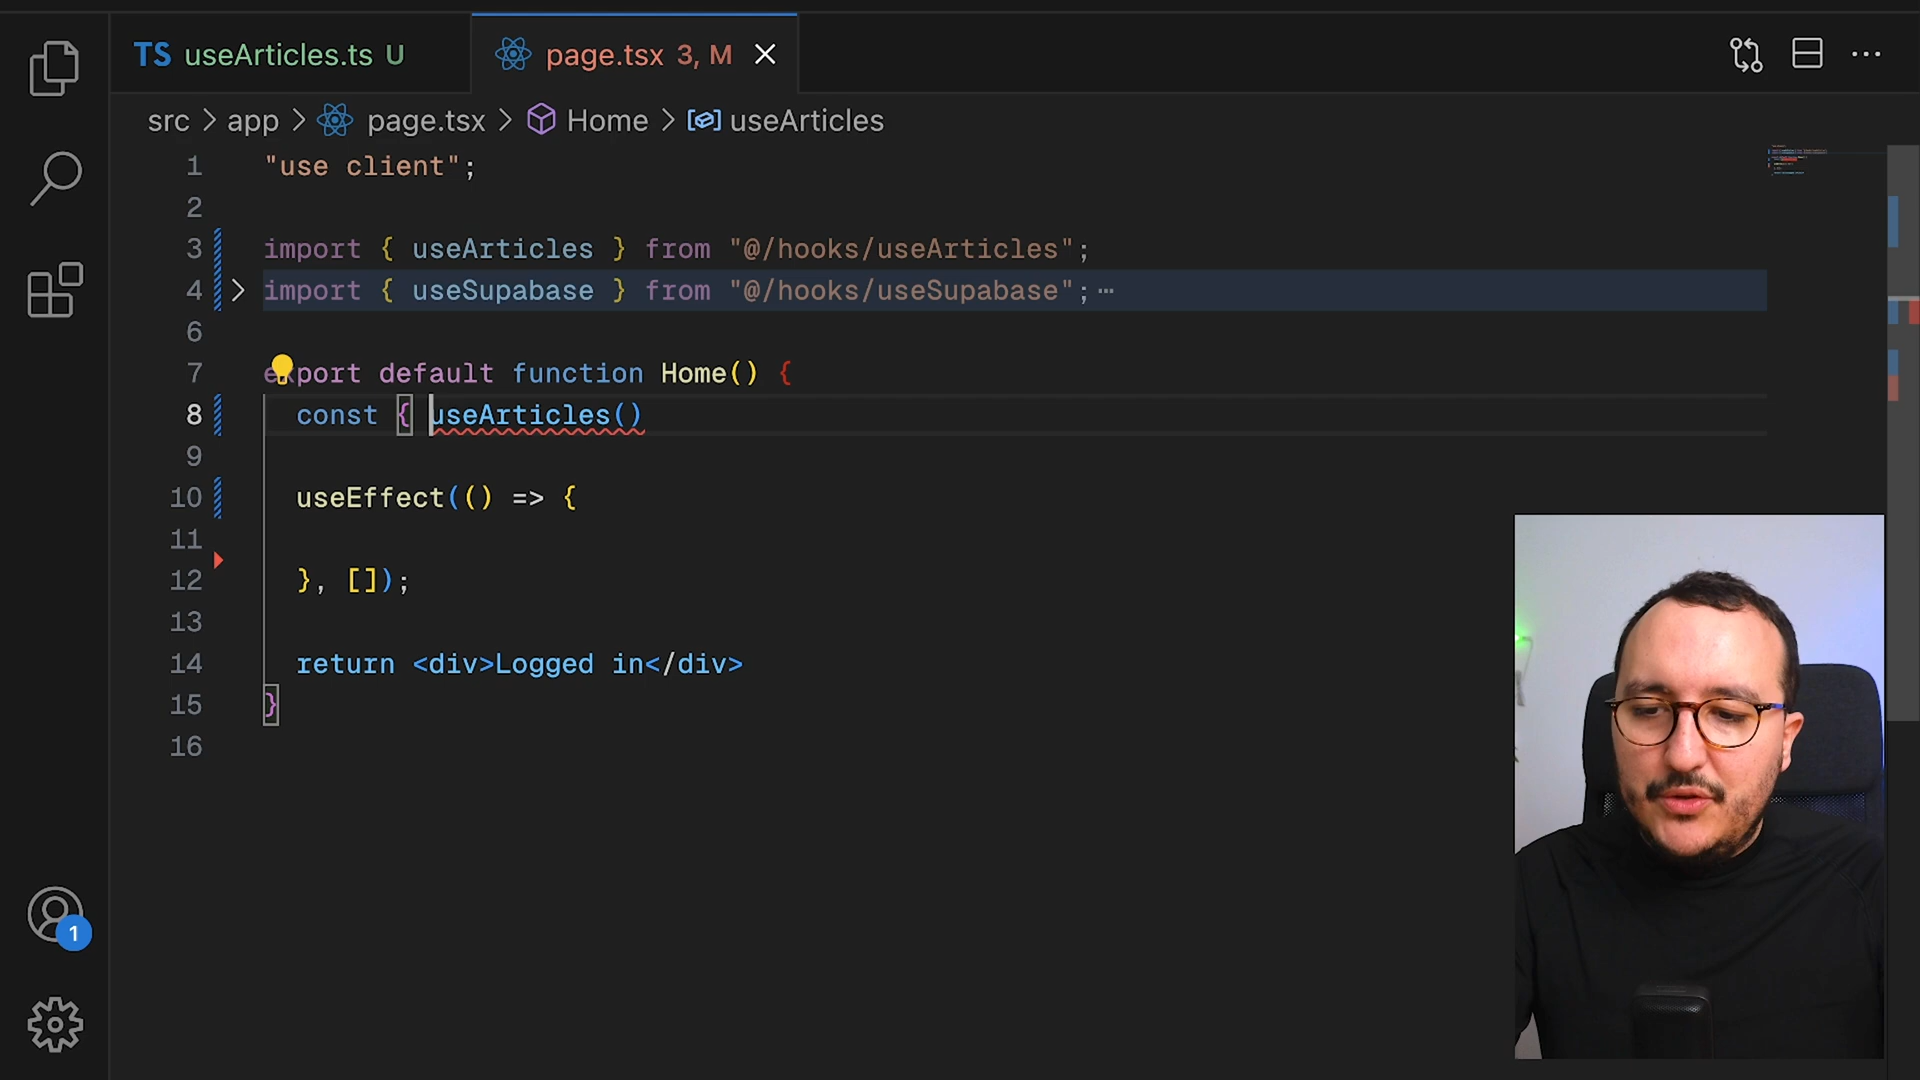 TS useArticles.ts U
page.tsx 3, M
src > app > page.tsx > Home > useArticles
1 "use client";
2
3 import { useArticles } from "@/hooks/useArticles";
4 import { useSupabase } from "@/hooks/useSupabase"; ⋯
6
7 export default function Home() {
8 const { useArticles()
9
10 useEffect(() => {
11
12 }, []);
13
14 return <div>Logged in</div>
15 }
16
1